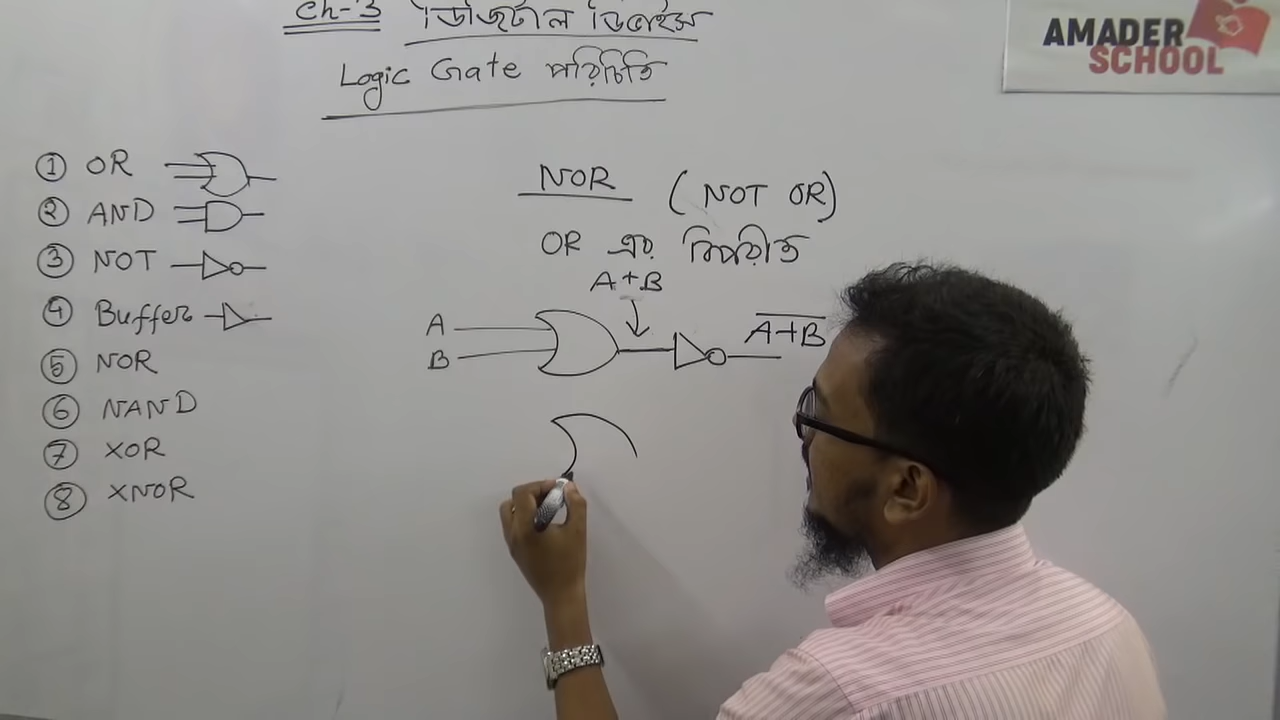 Ch-3 ডিজিটাল ডিভাইস
Logic Gate পরিচিতি
AMADER
SCHOOL
① OR
② AND
③ NOT
④ Buffer
⑤ NOR
⑥ NAND
⑦ XOR
⑧ XNOR
NOR (NOT OR)
OR এর বিপরীত
A+B
A
B
A̅+̅B̅